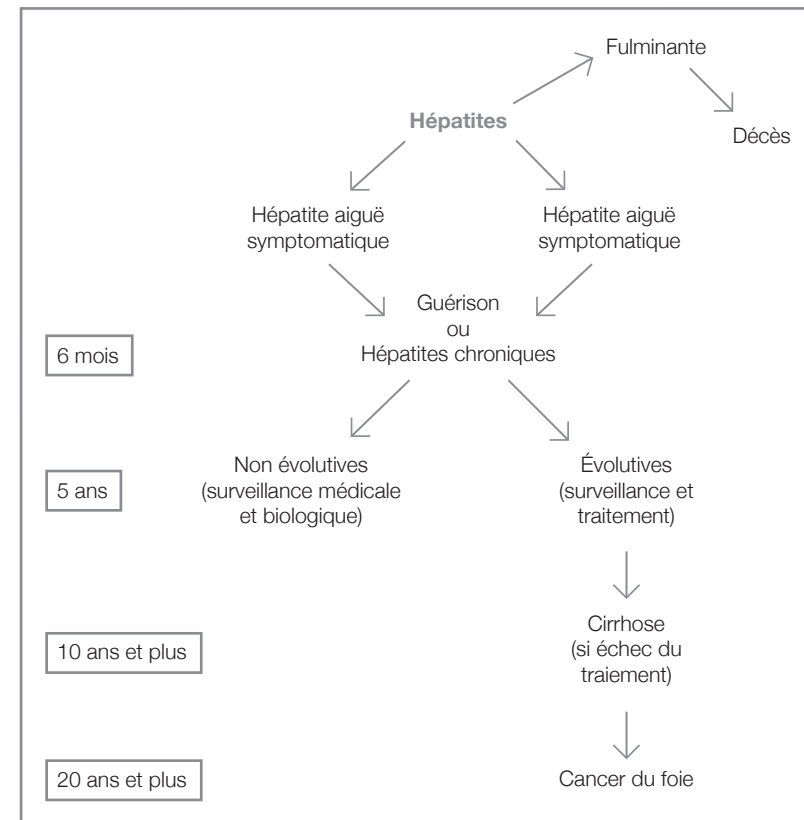 Fulminante
Hépatites
Décès
Hépatite aiguë
symptomatique
Hépatite aiguë
symptomatique
Guérison
ou
Hépatites chroniques
6 mois
Non évolutives
(surveillance médicale
et biologique)
Évolutives
(surveillance et
traitement)
5 ans
Cirrhose
(si échec du
traiement)
10 ans et plus
20 ans et plus
Cancer du foie